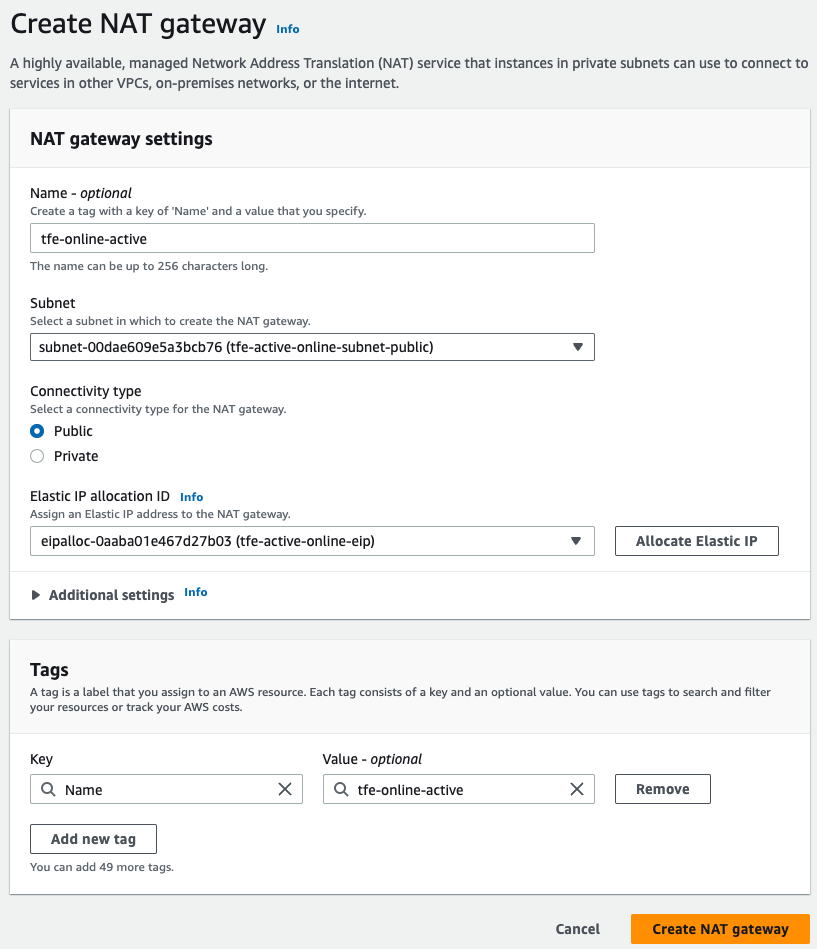 Create NAT gateway Info
A highly available, managed Network Address Translation (NAT) service that instances in private subnets can use to connect to
services in other VPCs, on-premises networks, or the internet.
NAT gateway settings
Name - optional
Create a tag with a key of 'Name' and a value that you specify.
tfe-online-active
The name can be up to 256 characters long.
Subnet
Select a subnet in which to create the NAT gateway.
subnet-00dae609e5a3bcb76 (tfe-active-online-subnet-public)
Connectivity type
Select a connectivity type for the NAT gateway.
Public
Private
Elastic IP allocation ID Info
Assign an Elastic IP address to the NAT gateway.
eipalloc-0aaba01e467d27b03 (tfe-active-online-eip) Allocate Elastic IP
Additional settings Info
Tags
A tag is a label that you assign to an AWS resource. Each tag consists of a key and an optional value. You can use tags to search and filter
your resources or track your AWS costs.
Key Value - optional
Name tfe-online-active Remove
Add new tag
You can add 49 more tags.
Cancel Create NAT gateway